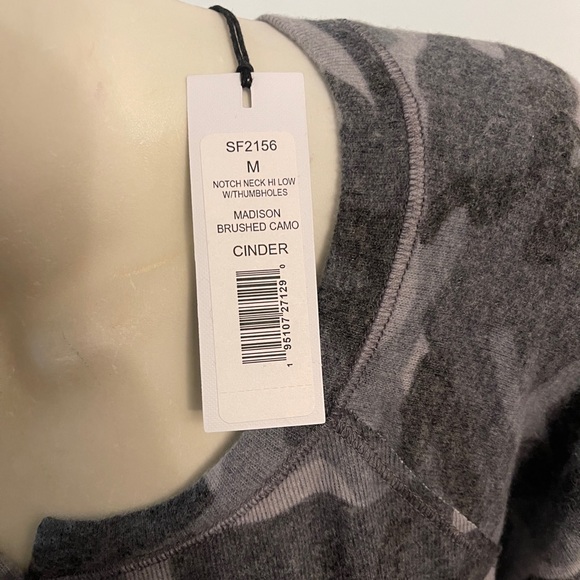 SF2156
M
NOTCH NECK HI LOW
W/THUMBHOLES
MADISON
BRUSHED CAMO
CINDER
1 95107 27129 0